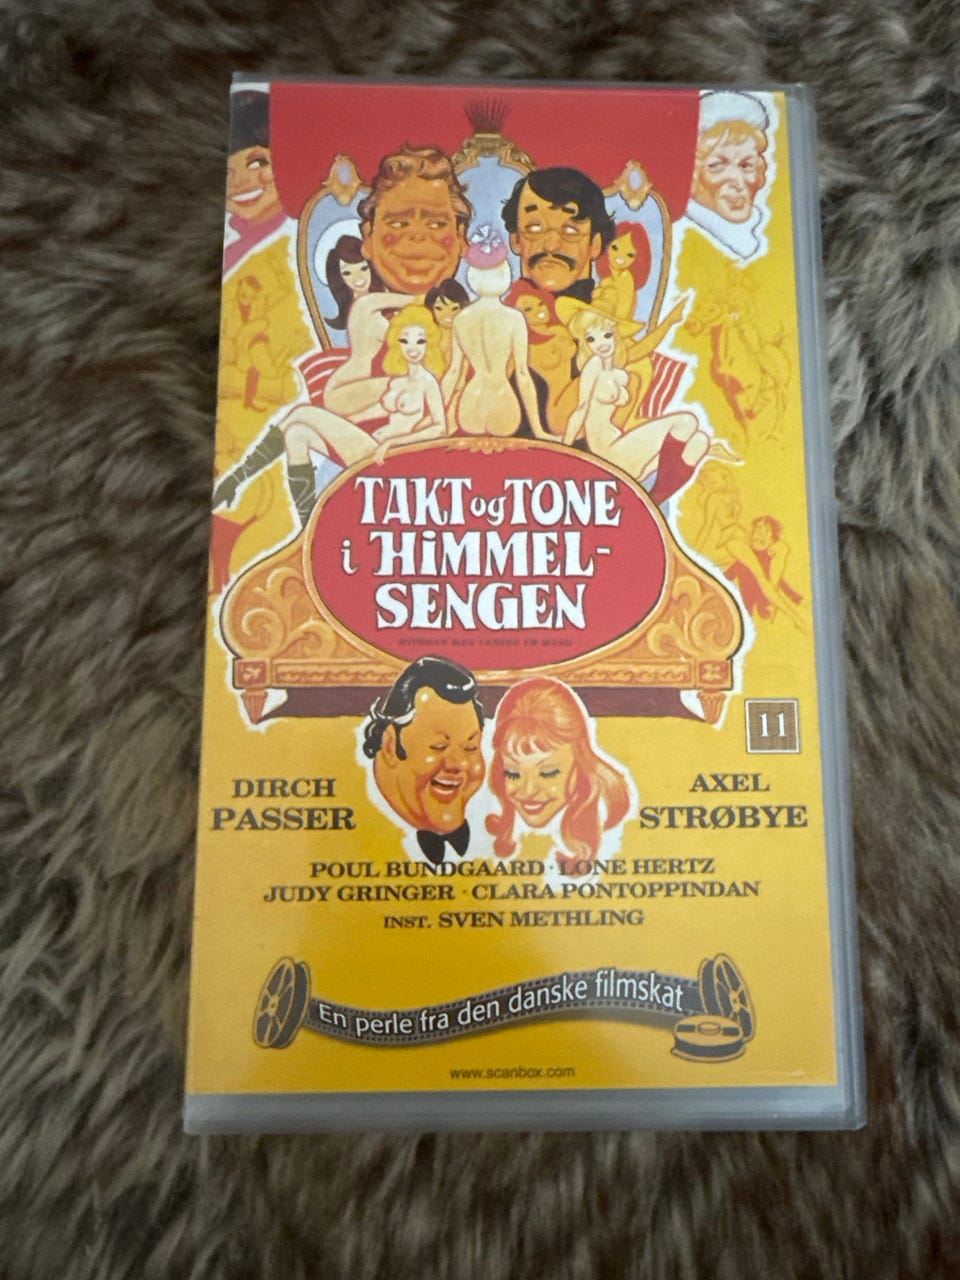 TAKT og TONE
i HiMMEL-
SENGEN
11
DIRCH
PASSER
AXEL
STRØBYE
POUL BUNDGAARD · LONE HERTZ
JUDY GRINGER · CLARA PONTOPPINDAN
INST. SVEN METHLING
En perle fra den danske filmskat
www.scanbox.com